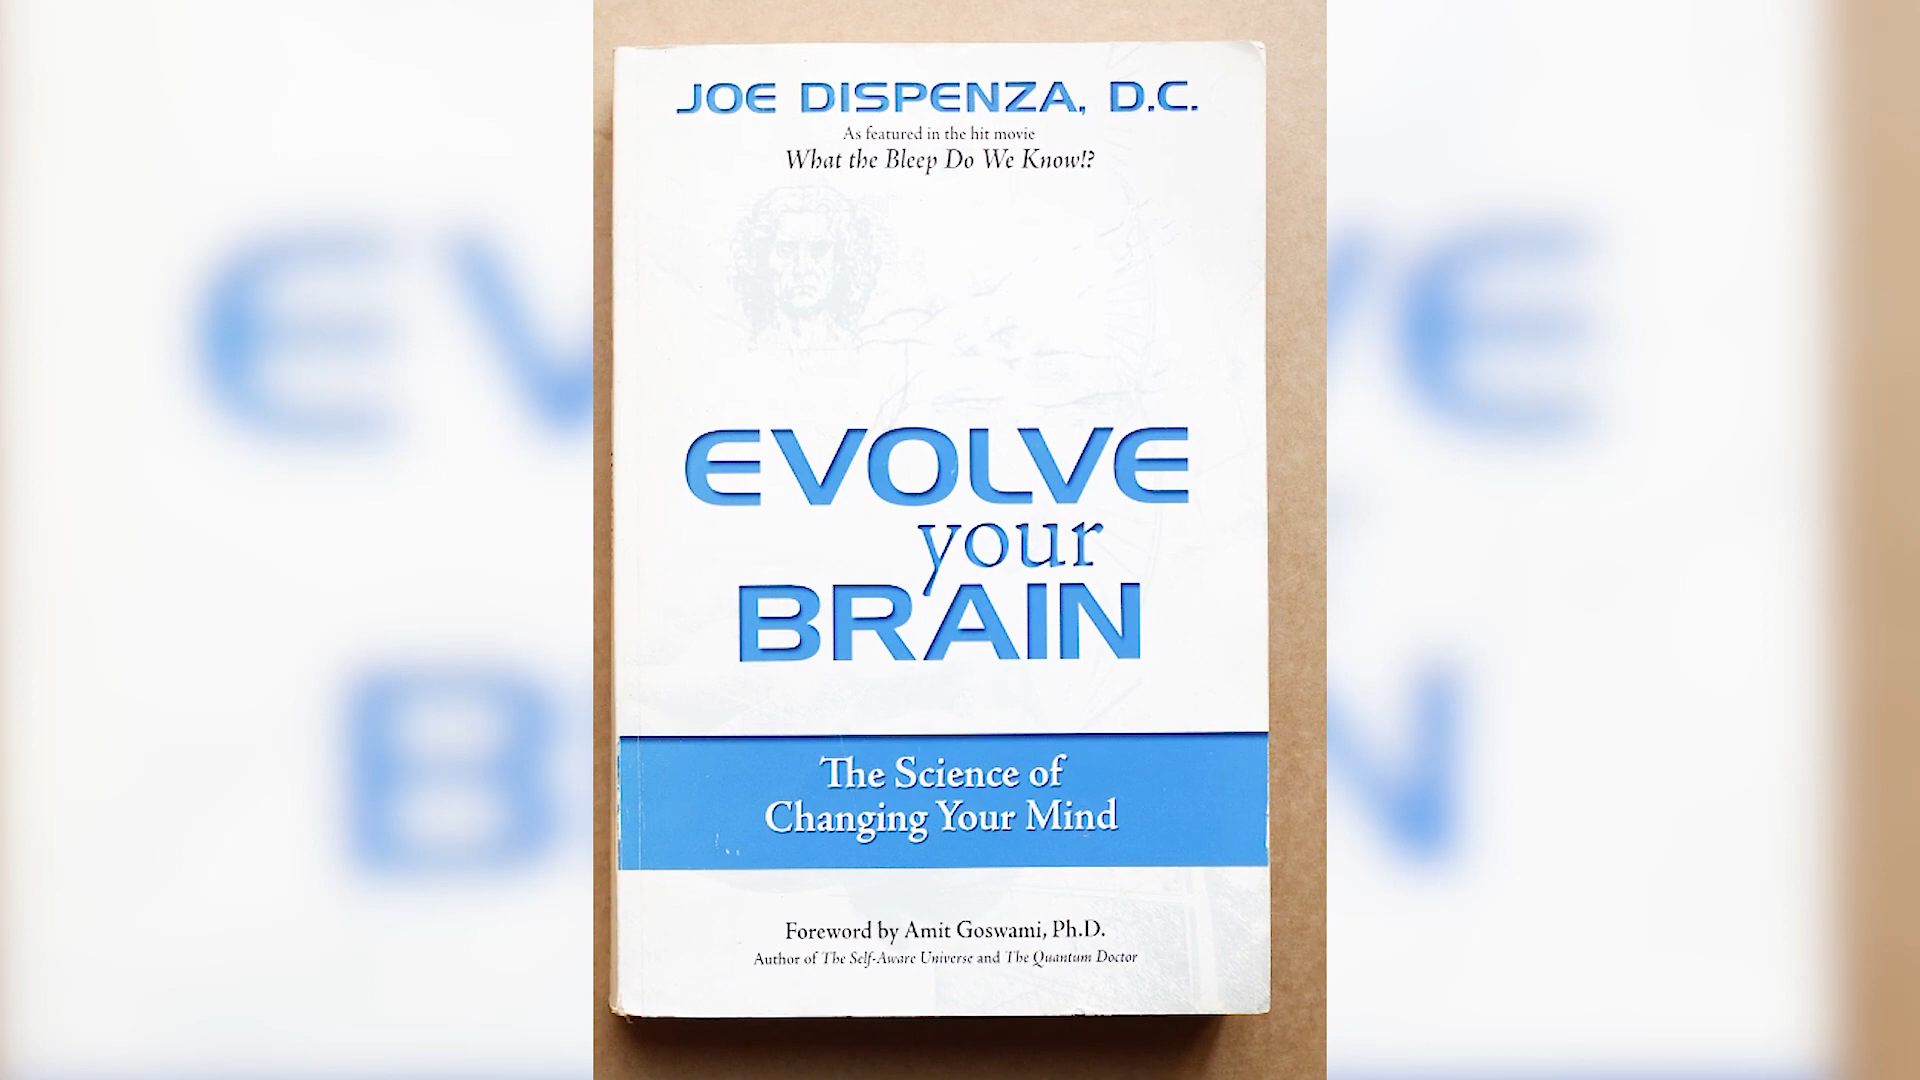 JOE DISPENZA, D.C.
As featured in the hit movie
What the Bleep Do We Know!?
EVOLVE
your
BRAIN
The Science of
Changing Your Mind
Foreword by Amit Goswami, Ph.D.
Author of The Self-Aware Universe and The Quantum Doctor